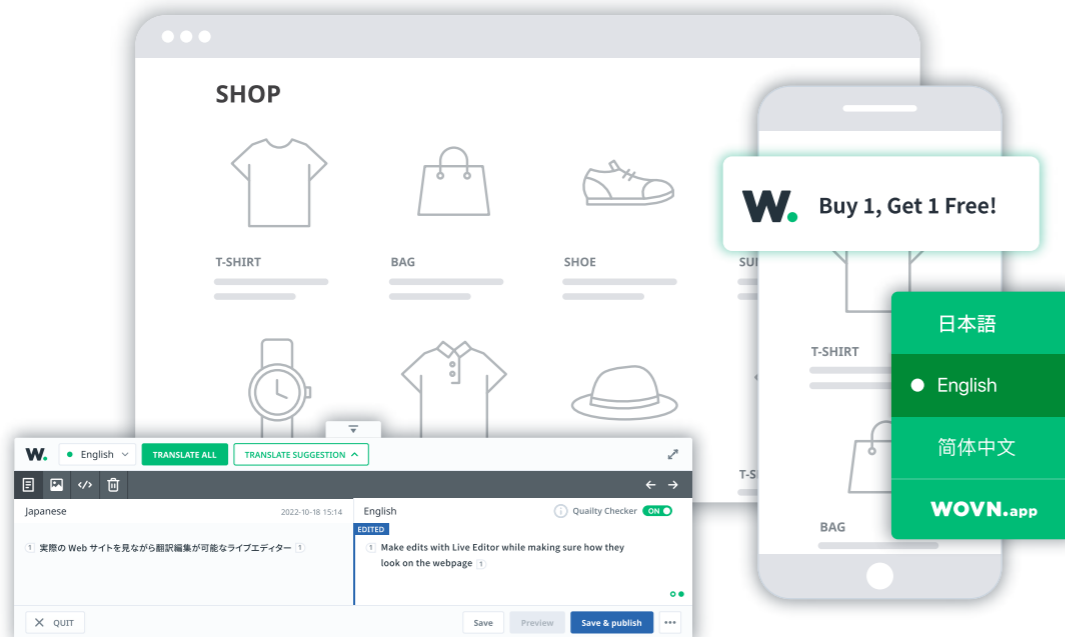 SHOP
T-SHIRT
BAG
SHOE
W. Buy 1, Get 1 Free!
T-SHIRT
BAG
日本語
English
简体中文
WOVN.app
W. English TRANSLATE ALL TRANSLATE SUGGESTION
</>
Japanese 2022-10-18 15:14
1 実際の Web サイトを見ながら翻訳編集が可能なライブエディター 1
English Quailty Checker ON
EDITED
1 Make edits with Live Editor while making sure how they
look on the webpage 1
QUIT Save Preview Save & publish